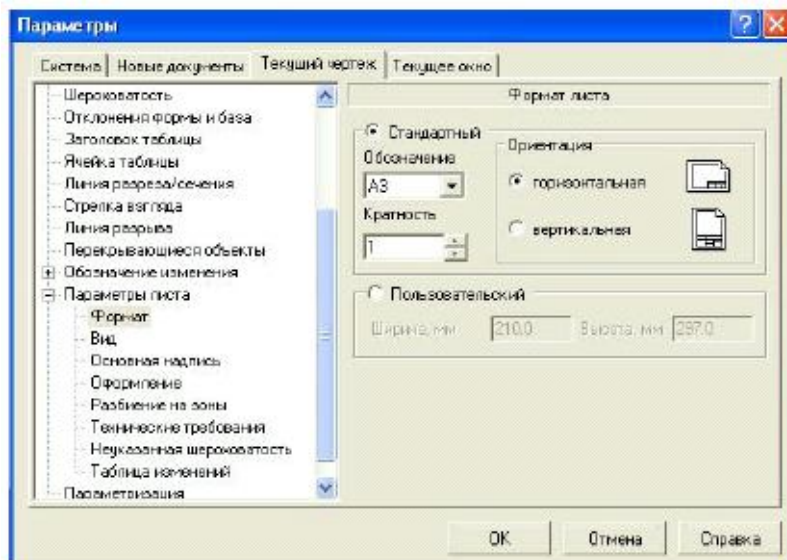 Параметры
Система Новые документы Текущий чертеж Текущее окно
Шероховатость
Отклонения формы и база
Заголовок таблицы
Ячейка таблицы
Линия разреза/сечения
Стрелка взгляда
Линия разрыва
Перекрывающиеся объекты
Обозначение изменения
Параметры листа
Формат
Вид
Основная надпись
Оформление
Разбиение на зоны
Технические требования
Неуказанная шероховатость
Таблица изменений
Параметризация
Формат листа
Стандартный
Обозначение
А3
Кратность
1
Ориентация
горизонтальная
вертикальная
Пользовательский
Ширина, мм 210.0 Высота, мм 297.0
OK Отмена Справка